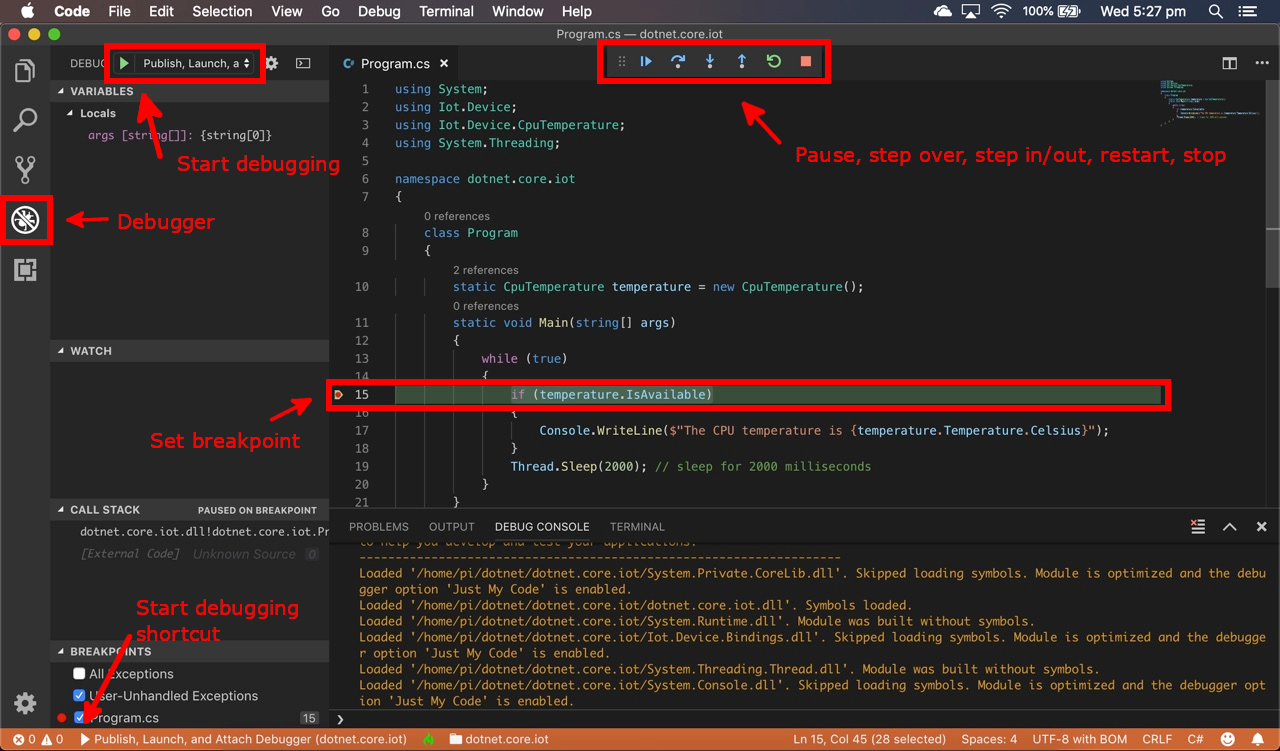 Code File Edit Selection View Go Debug Terminal Window Help 100% Wed 5:27 pm
Program.cs — dotnet.core.iot
DEBUG Publish, Launch, a
Program.cs
Pause, step over, step in/out, restart, stop
Start debugging
Debugger
Set breakpoint
Start debugging
shortcut
VARIABLES
Locals
args [string[]]: {string[0]}
WATCH
CALL STACK PAUSED ON BREAKPOINT
dotnet.core.iot.dll!dotnet.core.iot.Pr
[External Code] Unknown Source 0
BREAKPOINTS
All Exceptions
User-Unhandled Exceptions
Program.cs 15
1 using System;
2 using Iot.Device;
3 using Iot.Device.CpuTemperature;
4 using System.Threading;
5
6 namespace dotnet.core.iot
7 {
0 references
8 class Program
9 {
2 references
10 static CpuTemperature temperature = new CpuTemperature();
0 references
11 static void Main(string[] args)
12 {
13 while (true)
14 {
15 if (temperature.IsAvailable)
16 {
17 Console.WriteLine($"The CPU temperature is {temperature.Temperature.Celsius}");
18 }
19 Thread.Sleep(2000); // sleep for 2000 milliseconds
20 }
21 }
PROBLEMS OUTPUT DEBUG CONSOLE TERMINAL
to help you develop and test your applications.
-------------------------------------------------------------------
Loaded '/home/pi/dotnet/dotnet.core.iot/System.Private.CoreLib.dll'. Skipped loading symbols. Module is optimized and the debu
gger option 'Just My Code' is enabled.
Loaded '/home/pi/dotnet/dotnet.core.iot/dotnet.core.iot.dll'. Symbols loaded.
Loaded '/home/pi/dotnet/dotnet.core.iot/System.Runtime.dll'. Module was built without symbols.
Loaded '/home/pi/dotnet/dotnet.core.iot/Iot.Device.Bindings.dll'. Skipped loading symbols. Module is optimized and the debugge
r option 'Just My Code' is enabled.
Loaded '/home/pi/dotnet/dotnet.core.iot/System.Threading.Thread.dll'. Module was built without symbols.
Loaded '/home/pi/dotnet/dotnet.core.iot/System.Console.dll'. Skipped loading symbols. Module is optimized and the debugger opt
ion 'Just My Code' is enabled.
0 0 Publish, Launch, and Attach Debugger (dotnet.core.iot) dotnet.core.iot Ln 15, Col 45 (28 selected) Spaces: 4 UTF-8 with BOM CRLF C#